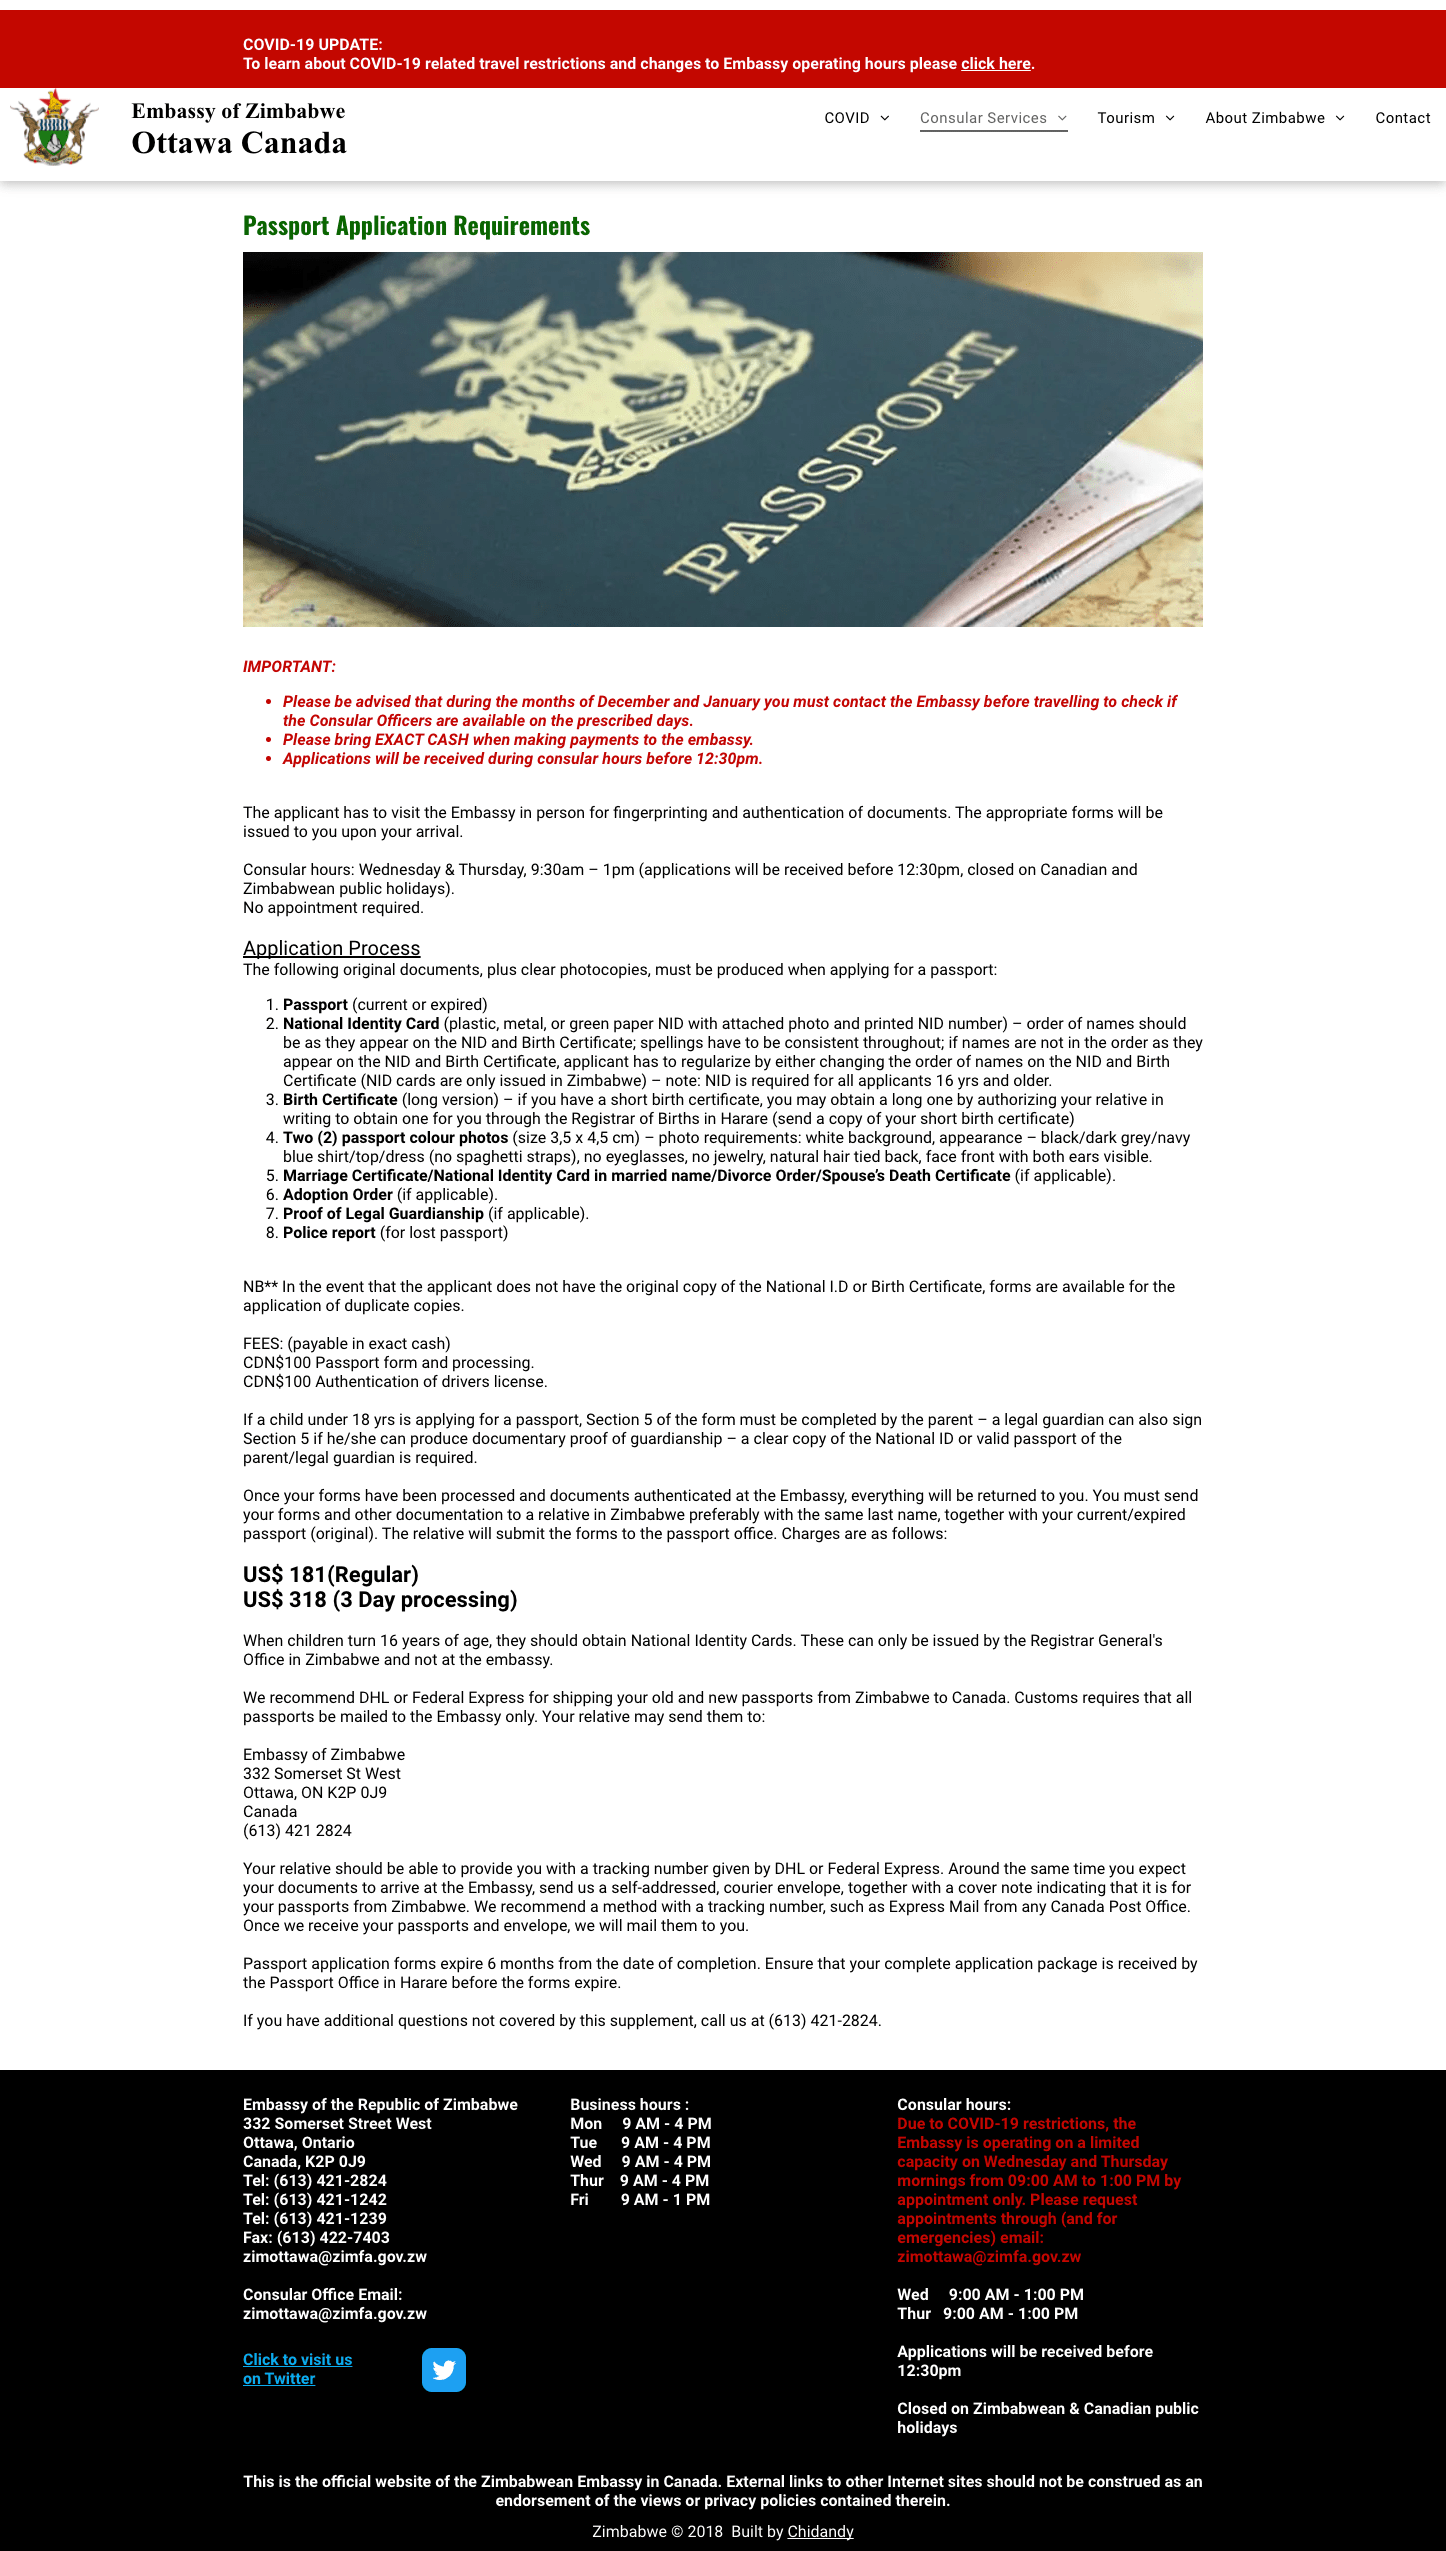 COVID-19 UPDATE:
To learn about COVID-19 related travel restrictions and changes to Embassy operating hours please click here.
Embassy of Zimbabwe
Ottawa Canada
COVID
Consular Services
Tourism
About Zimbabwe
Contact
Passport Application Requirements
ZIMBABWE
UNITY FREEDOM
PASSPORT
IMPORTANT:
• Please be advised that during the months of December and January you must contact the Embassy before travelling to check if
the Consular Officers are available on the prescribed days.
• Please bring EXACT CASH when making payments to the embassy.
• Applications will be received during consular hours before 12:30pm.
The applicant has to visit the Embassy in person for fingerprinting and authentication of documents. The appropriate forms will be
issued to you upon your arrival.
Consular hours: Wednesday & Thursday, 9:30am – 1pm (applications will be received before 12:30pm, closed on Canadian and
Zimbabwean public holidays).
No appointment required.
Application Process
The following original documents, plus clear photocopies, must be produced when applying for a passport:
1. Passport (current or expired)
2. National Identity Card (plastic, metal, or green paper NID with attached photo and printed NID number) – order of names should
be as they appear on the NID and Birth Certificate; spellings have to be consistent throughout; if names are not in the order as they
appear on the NID and Birth Certificate, applicant has to regularize by either changing the order of names on the NID and Birth
Certificate (NID cards are only issued in Zimbabwe) – note: NID is required for all applicants 16 yrs and older.
3. Birth Certificate (long version) – if you have a short birth certificate, you may obtain a long one by authorizing your relative in
writing to obtain one for you through the Registrar of Births in Harare (send a copy of your short birth certificate)
4. Two (2) passport colour photos (size 3,5 x 4,5 cm) – photo requirements: white background, appearance – black/dark grey/navy
blue shirt/top/dress (no spaghetti straps), no eyeglasses, no jewelry, natural hair tied back, face front with both ears visible.
5. Marriage Certificate/National Identity Card in married name/Divorce Order/Spouse’s Death Certificate (if applicable).
6. Adoption Order (if applicable).
7. Proof of Legal Guardianship (if applicable).
8. Police report (for lost passport)
NB** In the event that the applicant does not have the original copy of the National I.D or Birth Certificate, forms are available for the
application of duplicate copies.
FEES: (payable in exact cash)
CDN$100 Passport form and processing.
CDN$100 Authentication of drivers license.
If a child under 18 yrs is applying for a passport, Section 5 of the form must be completed by the parent – a legal guardian can also sign
Section 5 if he/she can produce documentary proof of guardianship – a clear copy of the National ID or valid passport of the
parent/legal guardian is required.
Once your forms have been processed and documents authenticated at the Embassy, everything will be returned to you. You must send
your forms and other documentation to a relative in Zimbabwe preferably with the same last name, together with your current/expired
passport (original). The relative will submit the forms to the passport office. Charges are as follows:
US$ 181(Regular)
US$ 318 (3 Day processing)
When children turn 16 years of age, they should obtain National Identity Cards. These can only be issued by the Registrar General's
Office in Zimbabwe and not at the embassy.
We recommend DHL or Federal Express for shipping your old and new passports from Zimbabwe to Canada. Customs requires that all
passports be mailed to the Embassy only. Your relative may send them to:
Embassy of Zimbabwe
332 Somerset St West
Ottawa, ON K2P 0J9
Canada
(613) 421 2824
Your relative should be able to provide you with a tracking number given by DHL or Federal Express. Around the same time you expect
your documents to arrive at the Embassy, send us a self-addressed, courier envelope, together with a cover note indicating that it is for
your passports from Zimbabwe. We recommend a method with a tracking number, such as Express Mail from any Canada Post Office.
Once we receive your passports and envelope, we will mail them to you.
Passport application forms expire 6 months from the date of completion. Ensure that your complete application package is received by
the Passport Office in Harare before the forms expire.
If you have additional questions not covered by this supplement, call us at (613) 421-2824.
Embassy of the Republic of Zimbabwe
332 Somerset Street West
Ottawa, Ontario
Canada, K2P 0J9
Tel: (613) 421-2824
Tel: (613) 421-1242
Tel: (613) 421-1239
Fax: (613) 422-7403
zimottawa@zimfa.gov.zw
Consular Office Email:
zimottawa@zimfa.gov.zw
Click to visit us
on Twitter
Business hours :
Mon 9 AM - 4 PM
Tue 9 AM - 4 PM
Wed 9 AM - 4 PM
Thur 9 AM - 4 PM
Fri 9 AM - 1 PM
Consular hours:
Due to COVID-19 restrictions, the
Embassy is operating on a limited
capacity on Wednesday and Thursday
mornings from 09:00 AM to 1:00 PM by
appointment only. Please request
appointments through (and for
emergencies) email:
zimottawa@zimfa.gov.zw
Wed 9:00 AM - 1:00 PM
Thur 9:00 AM - 1:00 PM
Applications will be received before
12:30pm
Closed on Zimbabwean & Canadian public
holidays
This is the official website of the Zimbabwean Embassy in Canada. External links to other Internet sites should not be construed as an
endorsement of the views or privacy policies contained therein.
Zimbabwe © 2018 Built by Chidandy